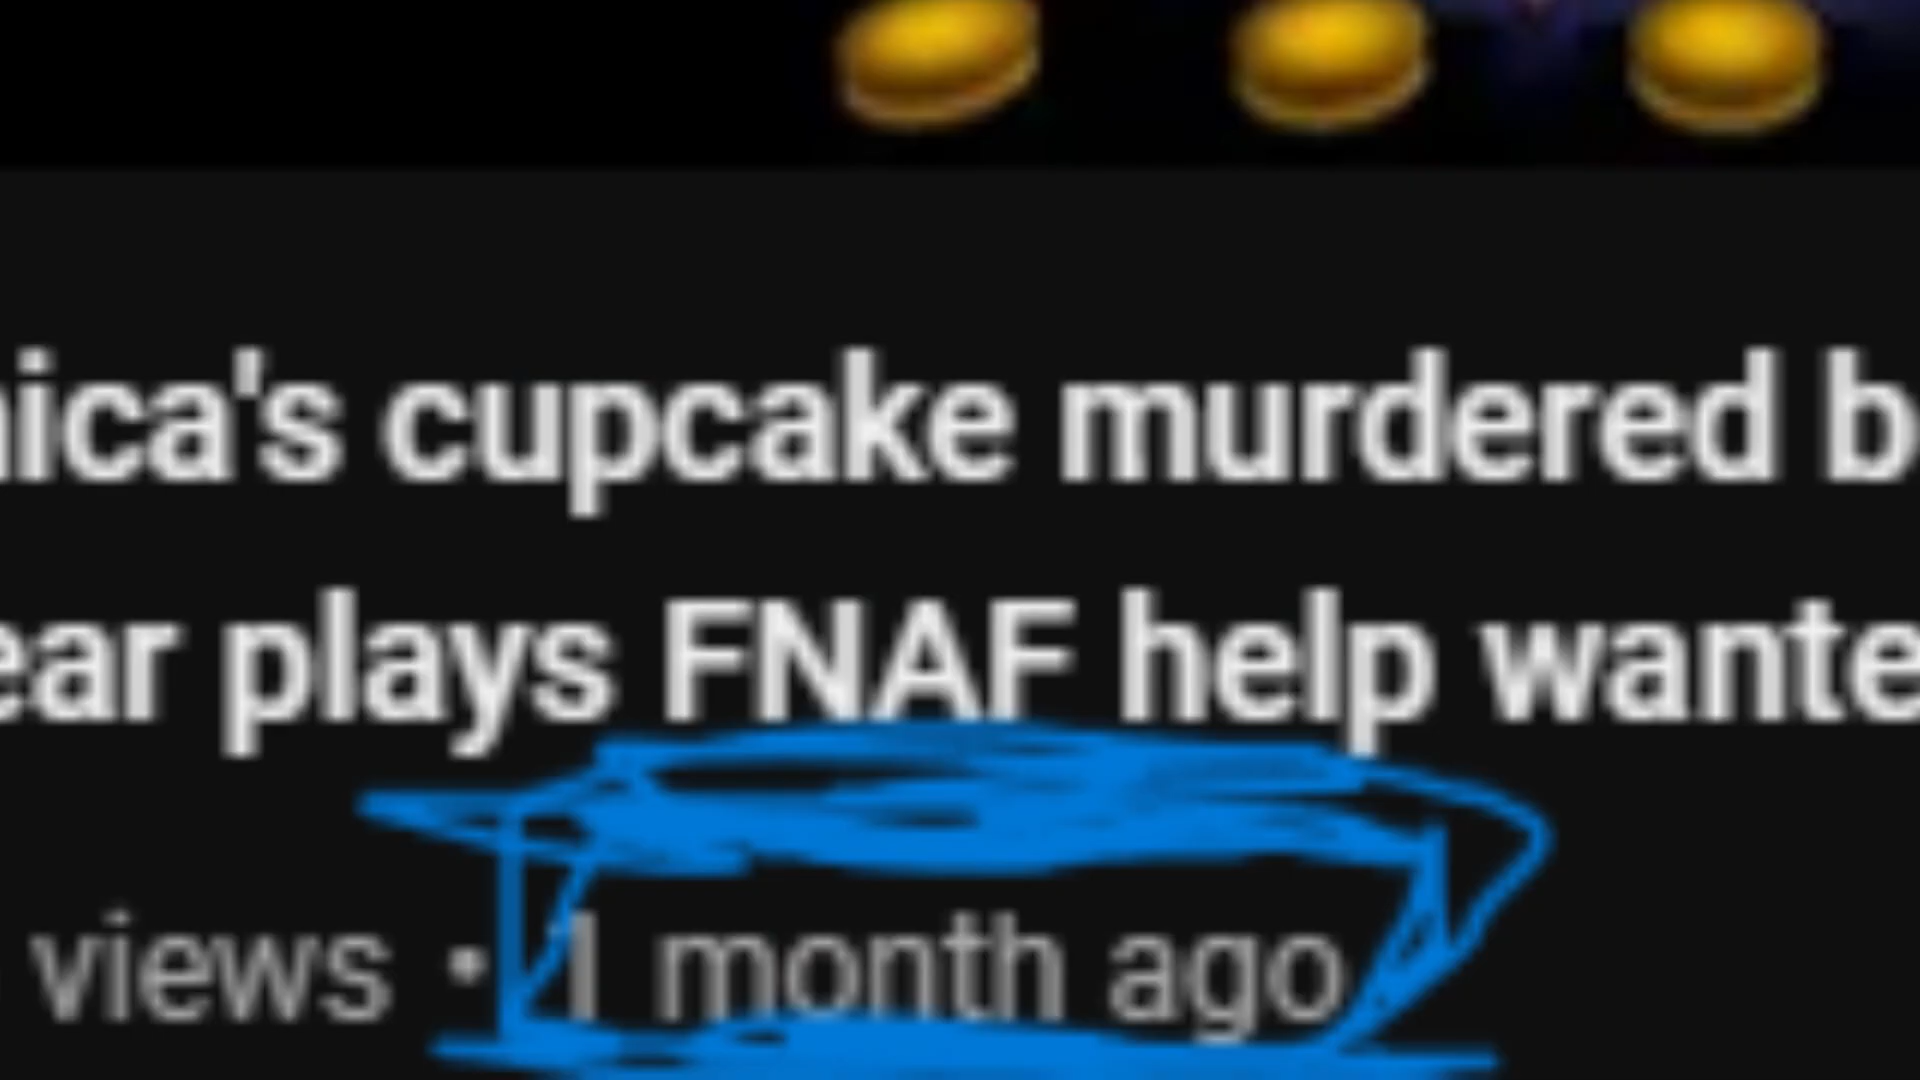 ica's cupcake murdered b
ear plays FNAF help wante
views • 1 month ago